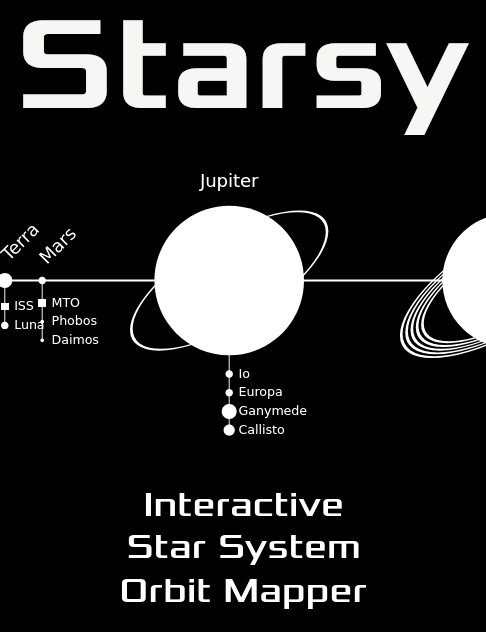 Starsy
Jupiter
Terra
Mars
ISS
Luna
MTO
Phobos
Daimos
Io
Europa
Ganymede
Callisto
Interactive
Star System
Orbit Mapper